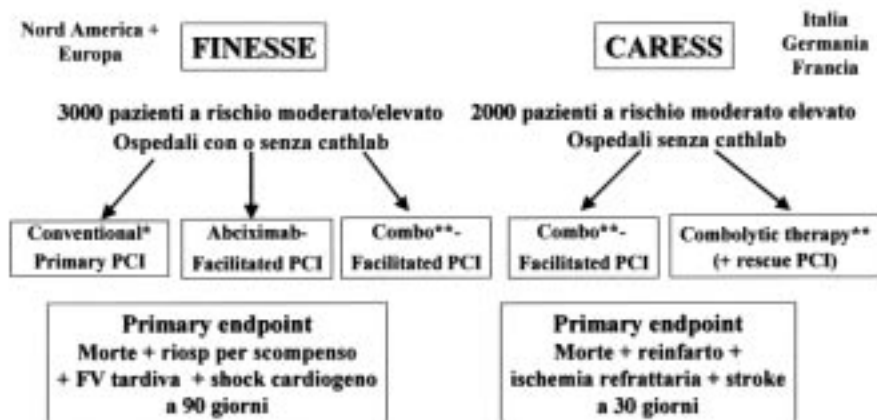 Nord America +
Europa
FINESSE
3000 pazienti a rischio moderato/elevato
Ospedali con o senza cathlab
Conventional*
Primary PCI
Abciximab-
Facilitated PCI
Combo**-
Facilitated PCI
Primary endpoint
Morte + riosp per scompenso
+ FV tardiva + shock cardiogeno
a 90 giorni
CARESS
Italia
Germania
Francia
2000 pazienti a rischio moderato elevato
Ospedali senza cathlab
Combo**-
Facilitated PCI
Combolytic therapy**
(+ rescue PCI)
Primary endpoint
Morte + reinfarto +
ischemia refrattaria + stroke
a 30 giorni